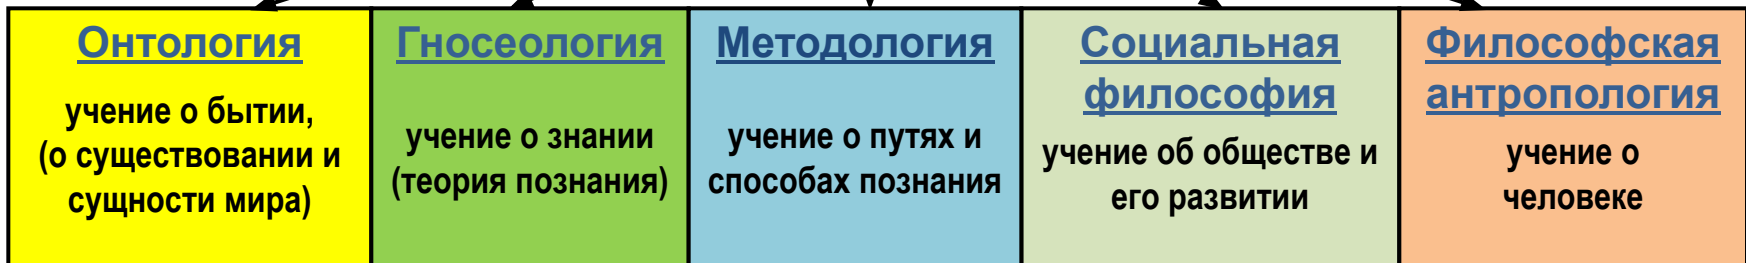 Онтология
учение о бытии,
(о существовании и
сущности мира)
Гносеология
учение о знании
(теория познания)
Методология
учение о путях и
способах познания
Социальная
философия
учение об обществе и
его развитии
Философская
антропология
учение о
человеке